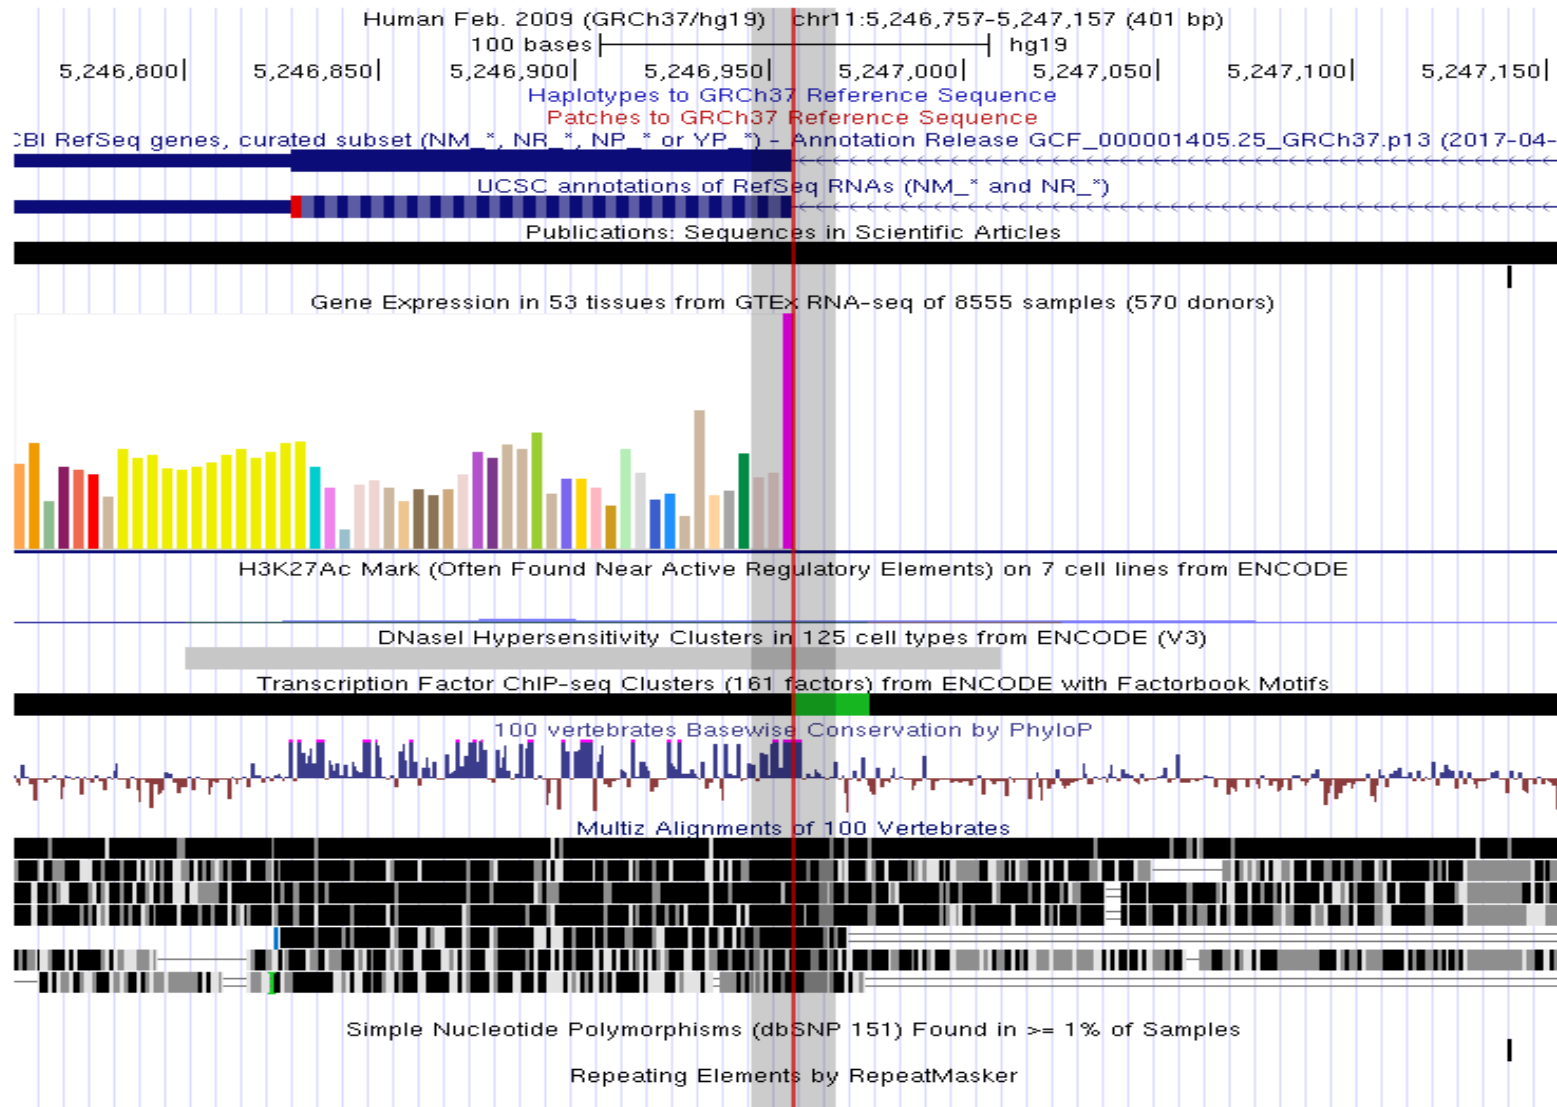 Human Feb. 2009 (GRCh37/hg19) chr11:5,246,757-5,247,157 (401 bp)
100 bases hg19
5,246,800| 5,246,850| 5,246,900| 5,246,950| 5,247,000| 5,247,050| 5,247,100| 5,247,150|
Haplotypes to GRCh37 Reference Sequence
Patches to GRCh37 Reference Sequence
CBI RefSeq genes, curated subset (NM_*, NR_*, NP_* or YP_*) - Annotation Release GCF_000001405.25_GRCh37.p13 (2017-04-
UCSC annotations of RefSeq RNAs (NM_* and NR_*)
Publications: Sequences in Scientific Articles
Gene Expression in 53 tissues from GTEx RNA-seq of 8555 samples (570 donors)
H3K27Ac Mark (Often Found Near Active Regulatory Elements) on 7 cell lines from ENCODE
DNaseI Hypersensitivity Clusters in 125 cell types from ENCODE (V3)
Transcription Factor ChIP-seq Clusters (161 factors) from ENCODE with Factorbook Motifs
100 vertebrates Basewise Conservation by PhyloP
Multiz Alignments of 100 Vertebrates
Simple Nucleotide Polymorphisms (dbSNP 151) Found in >= 1% of Samples
Repeating Elements by RepeatMasker